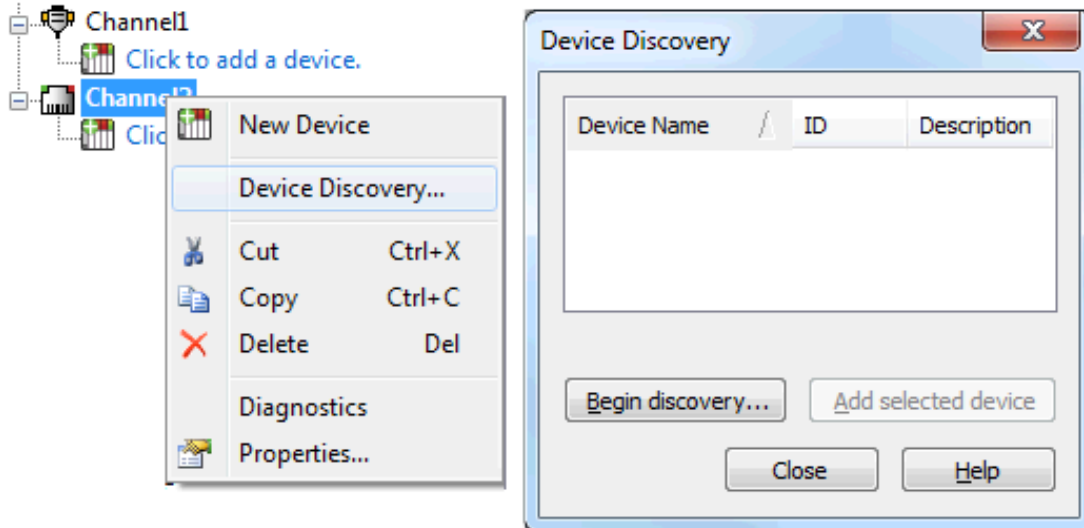 Channel1
Click to add a device.
Channel2
Clic
New Device
Device Discovery...
Cut Ctrl+X
Copy Ctrl+C
Delete Del
Diagnostics
Properties...
Device Discovery
Device Name ID Description
Begin discovery... Add selected device
Close Help